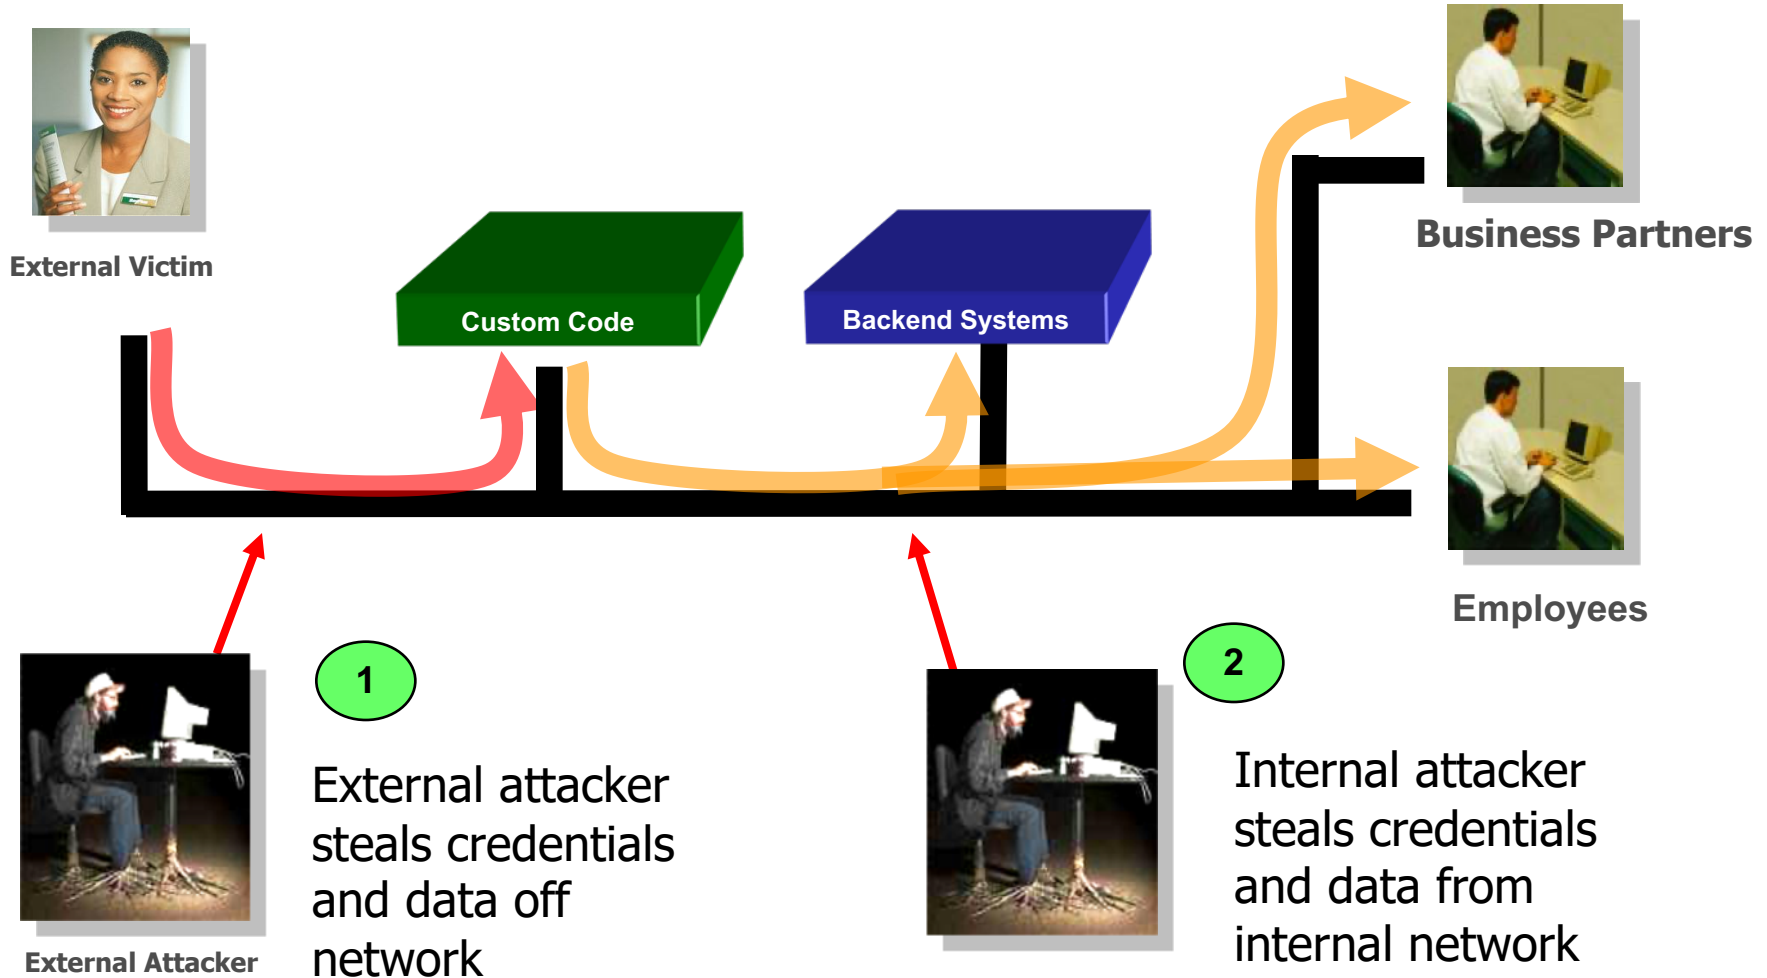 External Victim
Custom Code
Backend Systems
Business Partners
Employees
1
External attacker
steals credentials
and data off
network
External Attacker
2
Internal attacker
steals credentials
and data from
internal network